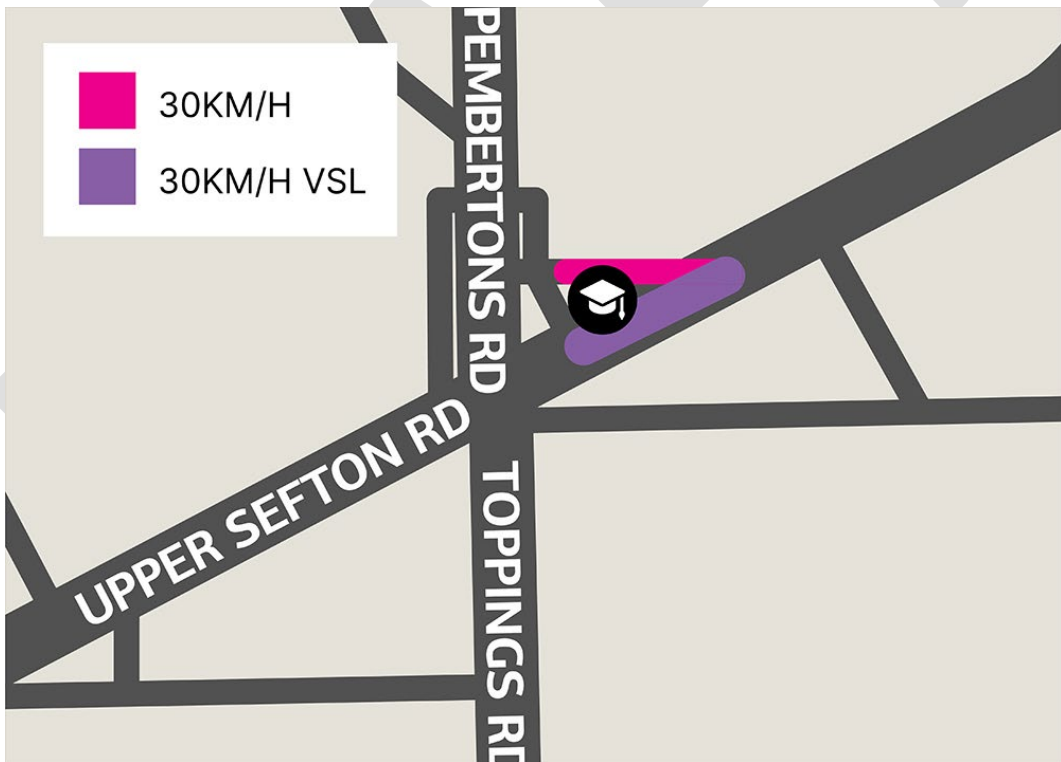 30KM/H
30KM/H VSL
PEMBERTONS RD
UPPER SEFTON RD
TOPPINGS RD